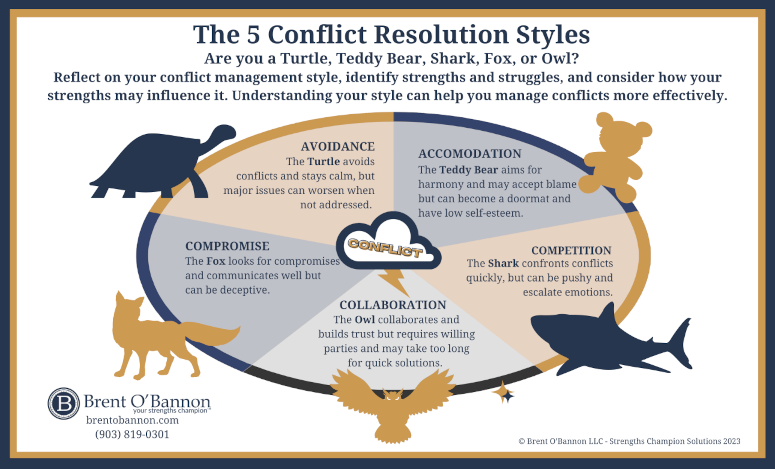 The 5 Conflict Resolution Styles
Are you a Turtle, Teddy Bear, Shark, Fox, or Owl?
Reflect on your conflict management style, identify strengths and struggles, and consider how your
strengths may influence it. Understanding your style can help you manage conflicts more effectively.
AVOIDANCE
The Turtle avoids
conflicts and stays calm, but
major issues can worsen when
not addressed.
ACCOMODATION
The Teddy Bear aims for
harmony and may accept blame
but can become a doormat and
have low self-esteem.
CONFLICT
COMPROMISE
The Fox looks for compromises
and communicates well but
can be deceptive.
COMPETITION
The Shark confronts conflicts
quickly, but can be pushy and
escalate emotions.
COLLABORATION
The Owl collaborates and
builds trust but requires willing
parties and may take too long
for quick solutions.
B
Brent O'Bannon
your strengths champion
brentobannon.com
(903) 819-0301
© Brent O'Bannon LLC - Strengths Champion Solutions 2023